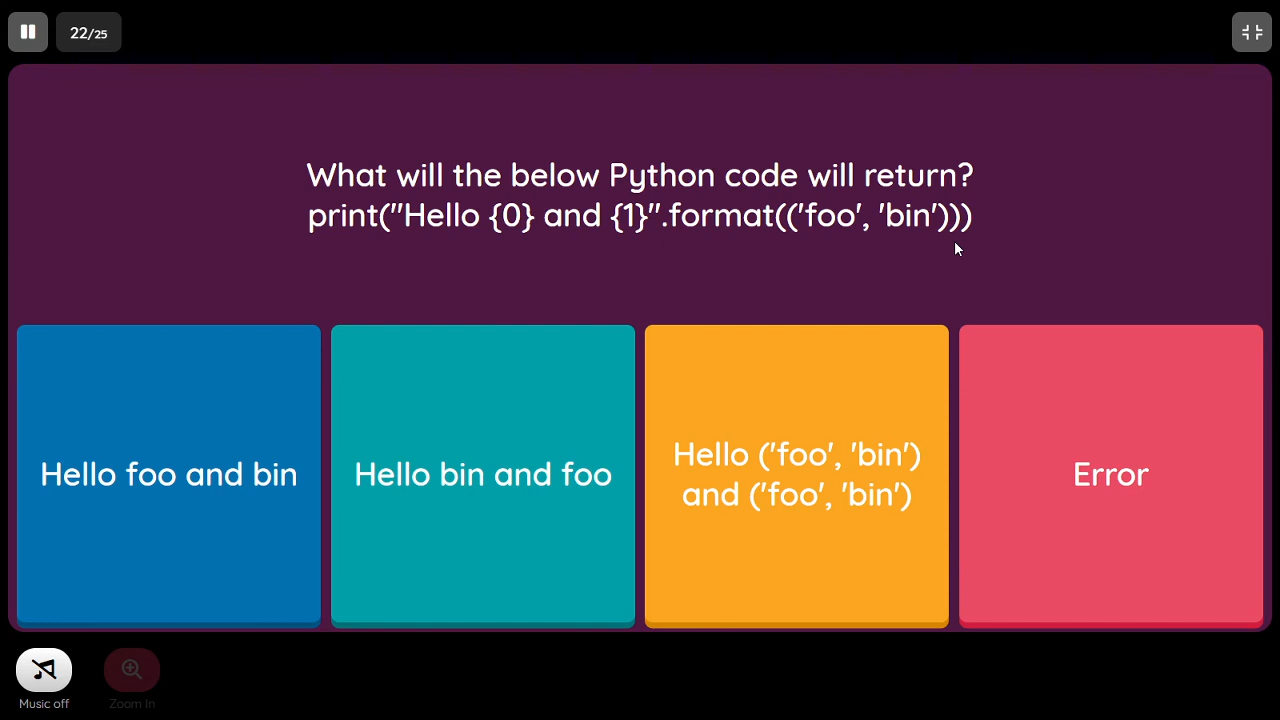 22/25
What will the below Python code will return?
print("Hello {0} and {1}".format(('foo', 'bin')))
Hello foo and bin
Hello bin and foo
Hello ('foo', 'bin')
and ('foo', 'bin')
Error
Music off
Zoom In